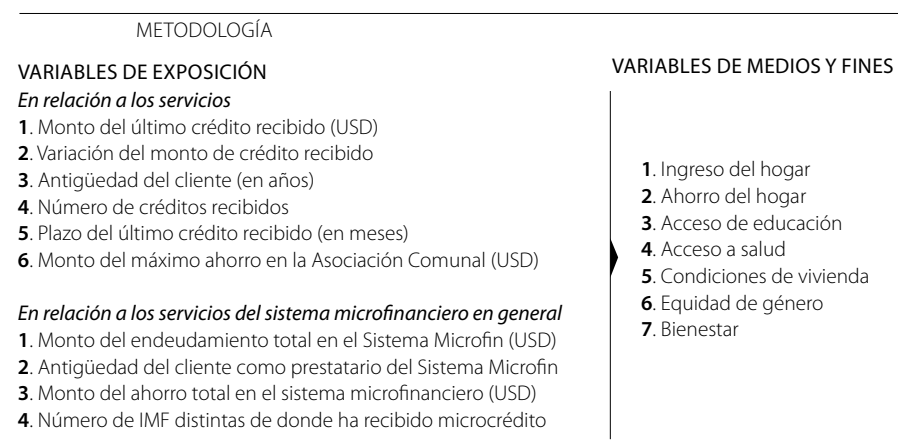 METODOLOGÍA
VARIABLES DE EXPOSICIÓN
En relación a los servicios
1. Monto del último crédito recibido (USD)
2. Variación del monto de crédito recibido
3. Antigüedad del cliente (en años)
4. Número de créditos recibidos
5. Plazo del último crédito recibido (en meses)
6. Monto del máximo ahorro en la Asociación Comunal (USD)
En relación a los servicios del sistema microfinanciero en general
1. Monto del endeudamiento total en el Sistema Microfin (USD)
2. Antigüedad del cliente como prestatario del Sistema Microfin
3. Monto del ahorro total en el sistema microfinanciero (USD)
4. Número de IMF distintas de donde ha recibido microcrédito
VARIABLES DE MEDIOS Y FINES
1. Ingreso del hogar
2. Ahorro del hogar
3. Acceso de educación
4. Acceso a salud
5. Condiciones de vivienda
6. Equidad de género
7. Bienestar